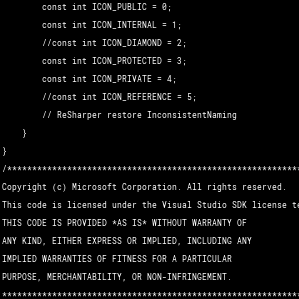 const int ICON_PUBLIC = 0;
const int ICON_INTERNAL = 1;
//const int ICON_DIAMOND = 2;
const int ICON_PROTECTED = 3;
const int ICON_PRIVATE = 4;
//const int ICON_REFERENCE = 5;
// ReSharper restore InconsistentNaming
}
}
/***********************************************************
Copyright (c) Microsoft Corporation. All rights reserved.
This code is licensed under the Visual Studio SDK license te
THIS CODE IS PROVIDED *AS IS* WITHOUT WARRANTY OF
ANY KIND, EITHER EXPRESS OR IMPLIED, INCLUDING ANY
IMPLIED WARRANTIES OF FITNESS FOR A PARTICULAR
PURPOSE, MERCHANTABILITY, OR NON-INFRINGEMENT.
************************************************************